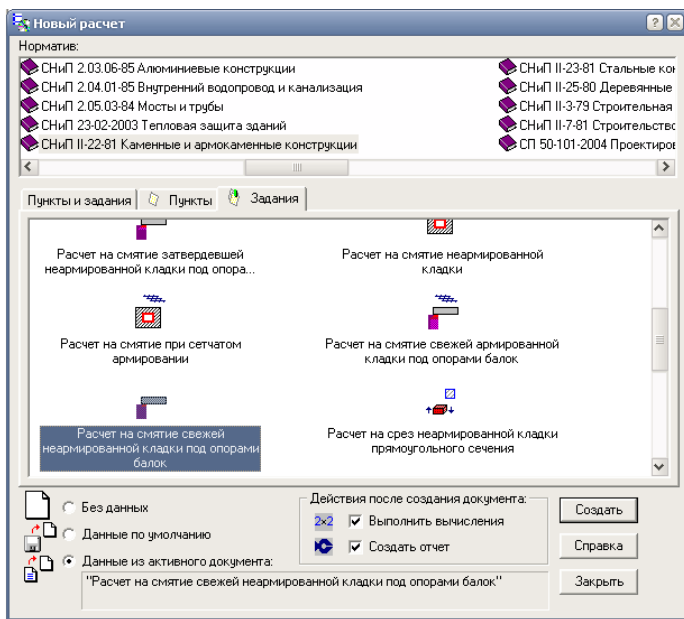 Новый расчет
Норматив:
СНиП 2.03.06-85 Алюминиевые конструкции
СНиП II-23-81 Стальные кон
СНиП 2.04.01-85 Внутренний водопровод и канализация
СНиП II-25-80 Деревянные
СНиП 2.05.03-84 Мосты и трубы
СНиП II-3-79 Строительная
СНиП 23-02-2003 Тепловая защита зданий
СНиП II-7-81 Строительство
СНиП II-22-81 Каменные и армокаменные конструкции
СП 50-101-2004 Проектиров
Пункты и задания
Пункты
Задания
Расчет на смятие затвердевшей
неармированной кладки под опора...
Расчет на смятие неармированной
кладки
Расчет на смятие при сетчатом
армировании
Расчет на смятие свежей армированной
кладки под опорами балок
Расчет на смятие свежей
неармированной кладки под опорами
балок
Расчет на срез неармированной кладки
прямоугольного сечения
Без данных
Данные по умолчанию
Данные из активного документа:
"Расчет на смятие свежей неармированной кладки под опорами балок"
Действия после создания документа:
2×2 Выполнить вычисления
Создать отчет
Создать
Справка
Закрыть